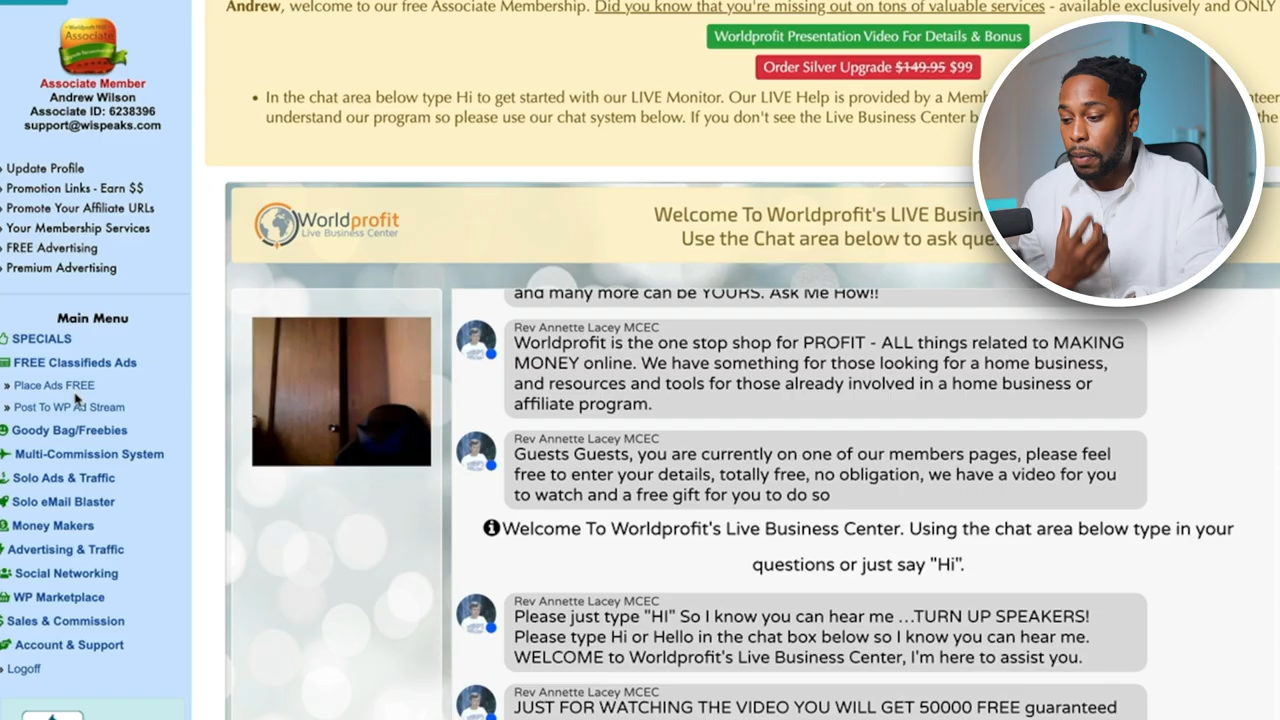 Andrew, welcome to our free Associate Membership. Did you know that you're missing out on tons of valuable services - available exclusively and ONLY
Worldprofit Presentation Video For Details & Bonus
Order Silver Upgrade $149.95 $99
• In the chat area below type Hi to get started with our LIVE Monitor. Our LIVE Help is provided by a
understand our program so please use our chat system below. If you don't see the Live Business Center
Associate
Associate Member
Andrew Wilson
Associate ID: 6238396
support@wispeaks.com
› Update Profile
› Promotion Links - Earn $$
› Promote Your Affiliate URLs
› Your Membership Services
› FREE Advertising
› Premium Advertising
Main Menu
SPECIALS
FREE Classifieds Ads
» Place Ads FREE
» Post To WP Ad Stream
Goody Bag/Freebies
Multi-Commission System
Solo Ads & Traffic
Solo eMail Blaster
Money Makers
Advertising & Traffic
Social Networking
WP Marketplace
Sales & Commission
Account & Support
› Logoff
Worldprofit
Live Business Center
Welcome To Worldprofit's LIVE
Use the Chat area below to ask
and many more can be YOURS. Ask Me How!!
Rev Annette Lacey MCEC
Worldprofit is the one stop shop for PROFIT - ALL things related to MAKING
MONEY online. We have something for those looking for a home business,
and resources and tools for those already involved in a home business or
affiliate program.
Rev Annette Lacey MCEC
Guests Guests, you are currently on one of our members pages, please feel
free to enter your details, totally free, no obligation, we have a video for you
to watch and a free gift for you to do so
Welcome To Worldprofit's Live Business Center. Using the chat area below type in your
questions or just say "Hi".
Rev Annette Lacey MCEC
Please just type "HI" So I know you can hear me ...TURN UP SPEAKERS!
Please type Hi or Hello in the chat box below so I know you can hear me.
WELCOME to Worldprofit's Live Business Center, I'm here to assist you.
Rev Annette Lacey MCEC
JUST FOR WATCHING THE VIDEO YOU WILL GET 50000 FREE guaranteed